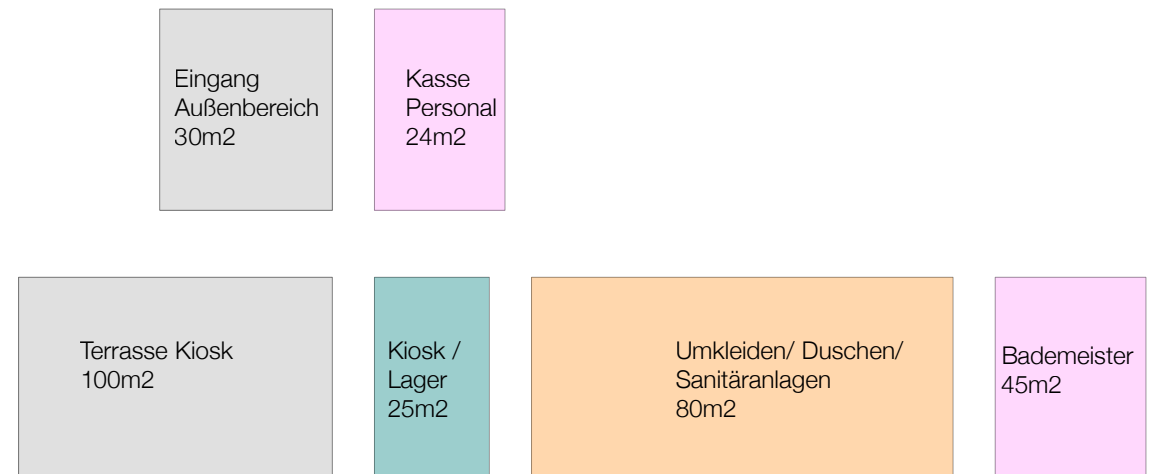 Eingang
Außenbereich
30m2
Kasse
Personal
24m2
Terrasse Kiosk
100m2
Kiosk /
Lager
25m2
Umkleiden/ Duschen/
Sanitäranlagen
80m2
Bademeister
45m2